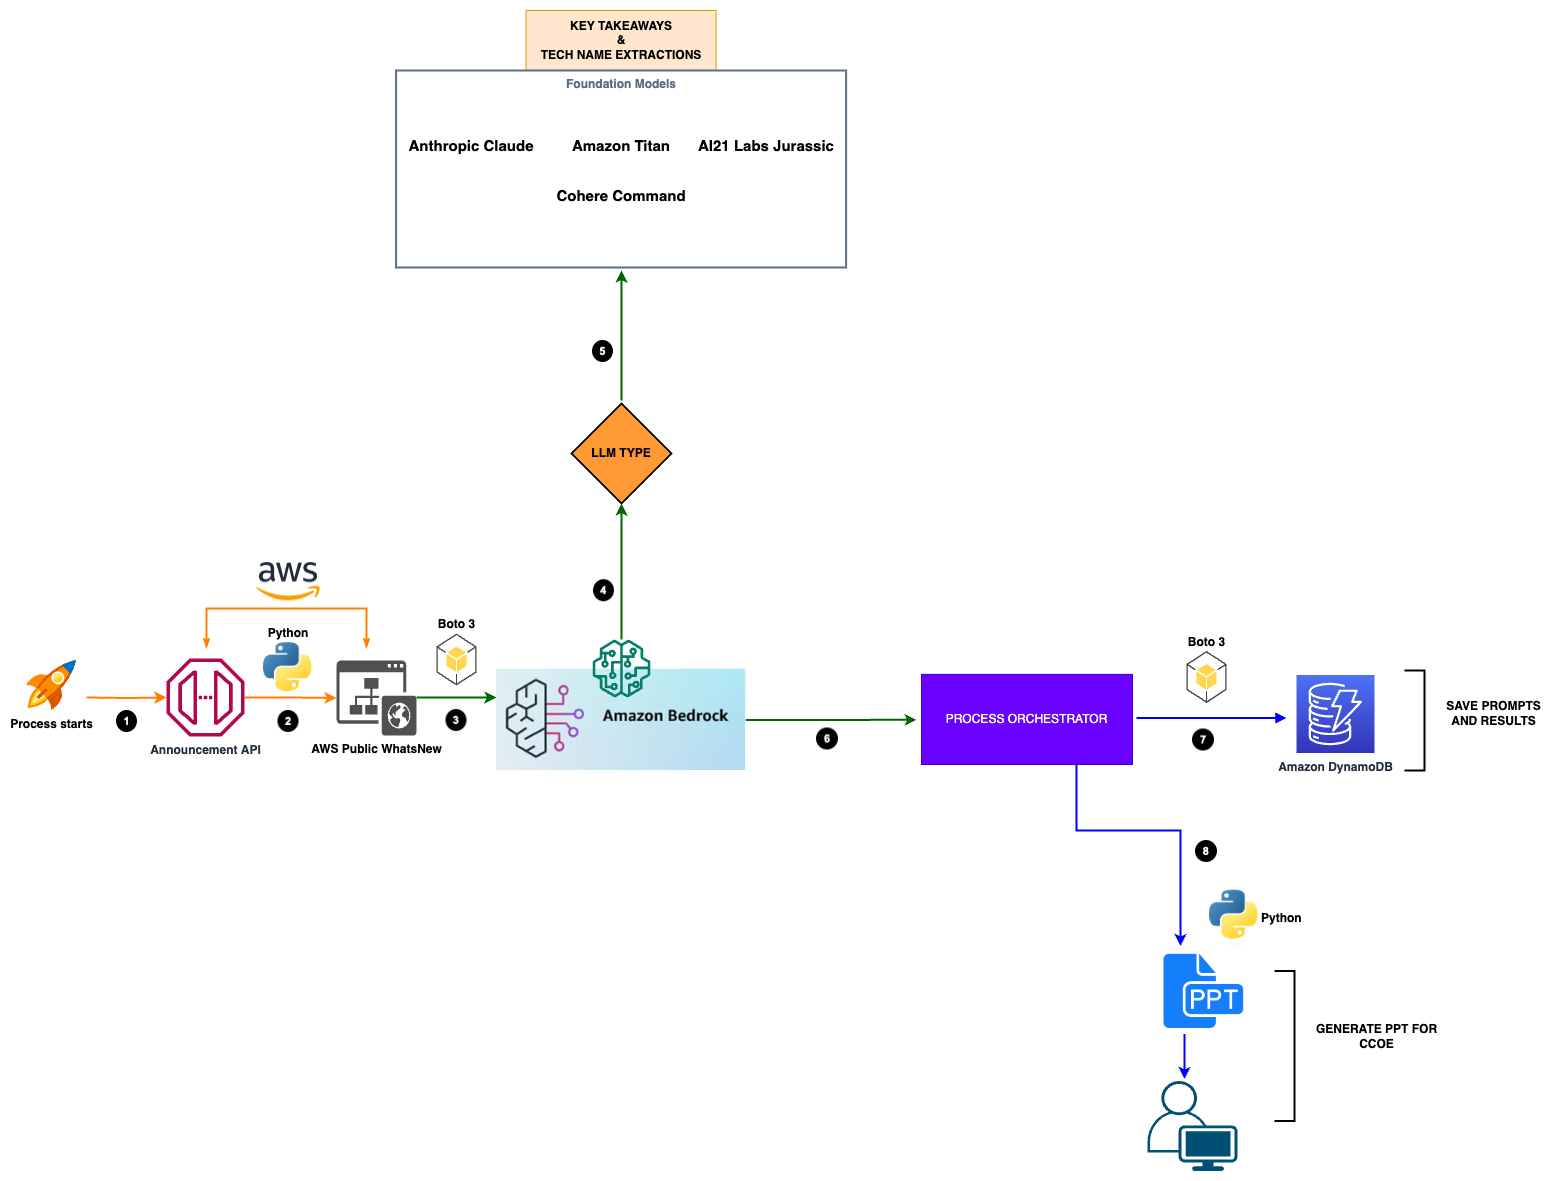 KEY TAKEAWAYS
&
TECH NAME EXTRACTIONS
Foundation Models
Anthropic Claude
Amazon Titan
AI21 Labs Jurassic
Cohere Command
5
LLM TYPE
4
aws
Python
Boto 3
Process starts
1
Announcement API
2
AWS Public WhatsNew
3
Amazon Bedrock
6
PROCESS ORCHESTRATOR
Boto 3
7
Amazon DynamoDB
SAVE PROMPTS
AND RESULTS
8
Python
PPT
GENERATE PPT FOR
CCOE